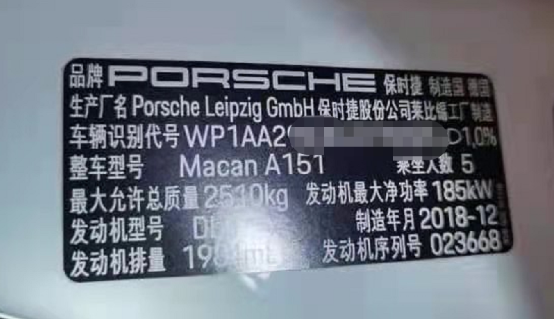 品牌 PORSCHE 保时捷 制造国 德国
生产厂名 Porsche Leipzig GmbH 保时捷股份公司莱比锡工厂制造
车辆识别代号 WP1AA2 1,0%
整车型号 Macan A151 乘坐人数 5
最大允许总质量 2510kg 发动机最大净功率 185kW
发动机型号 制造年月 2018-12
发动机排量 发动机序列号 023668